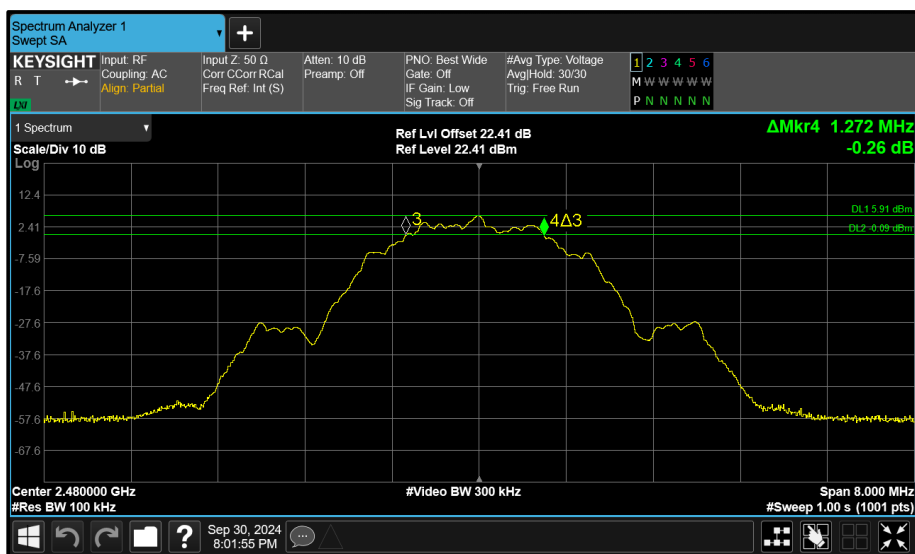 Spectrum Analyzer 1
Swept SA
+
KEYSIGHT
R T
LXI
Input: RF
Coupling: AC
Align: Partial
Input Z: 50 Ω
Corr CCorr RCal
Freq Ref: Int (S)
Atten: 10 dB
Preamp: Off
PNO: Best Wide
Gate: Off
IF Gain: Low
Sig Track: Off
#Avg Type: Voltage
Avg|Hold: 30/30
Trig: Free Run
1 2 3 4 5 6
M W W W W W
P N N N N N
1 Spectrum
Scale/Div 10 dB
Log
Ref Lvl Offset 22.41 dB
Ref Level 22.41 dBm
ΔMkr4 1.272 MHz
-0.26 dB
12.4
2.41
-7.59
-17.6
-27.6
-37.6
-47.6
-57.6
-67.6
3
4Δ3
DL1 5.91 dBm
DL2 -0.09 dBm
Center 2.480000 GHz
#Res BW 100 kHz
#Video BW 300 kHz
Span 8.000 MHz
#Sweep 1.00 s (1001 pts)
?
Sep 30, 2024
8:01:55 PM